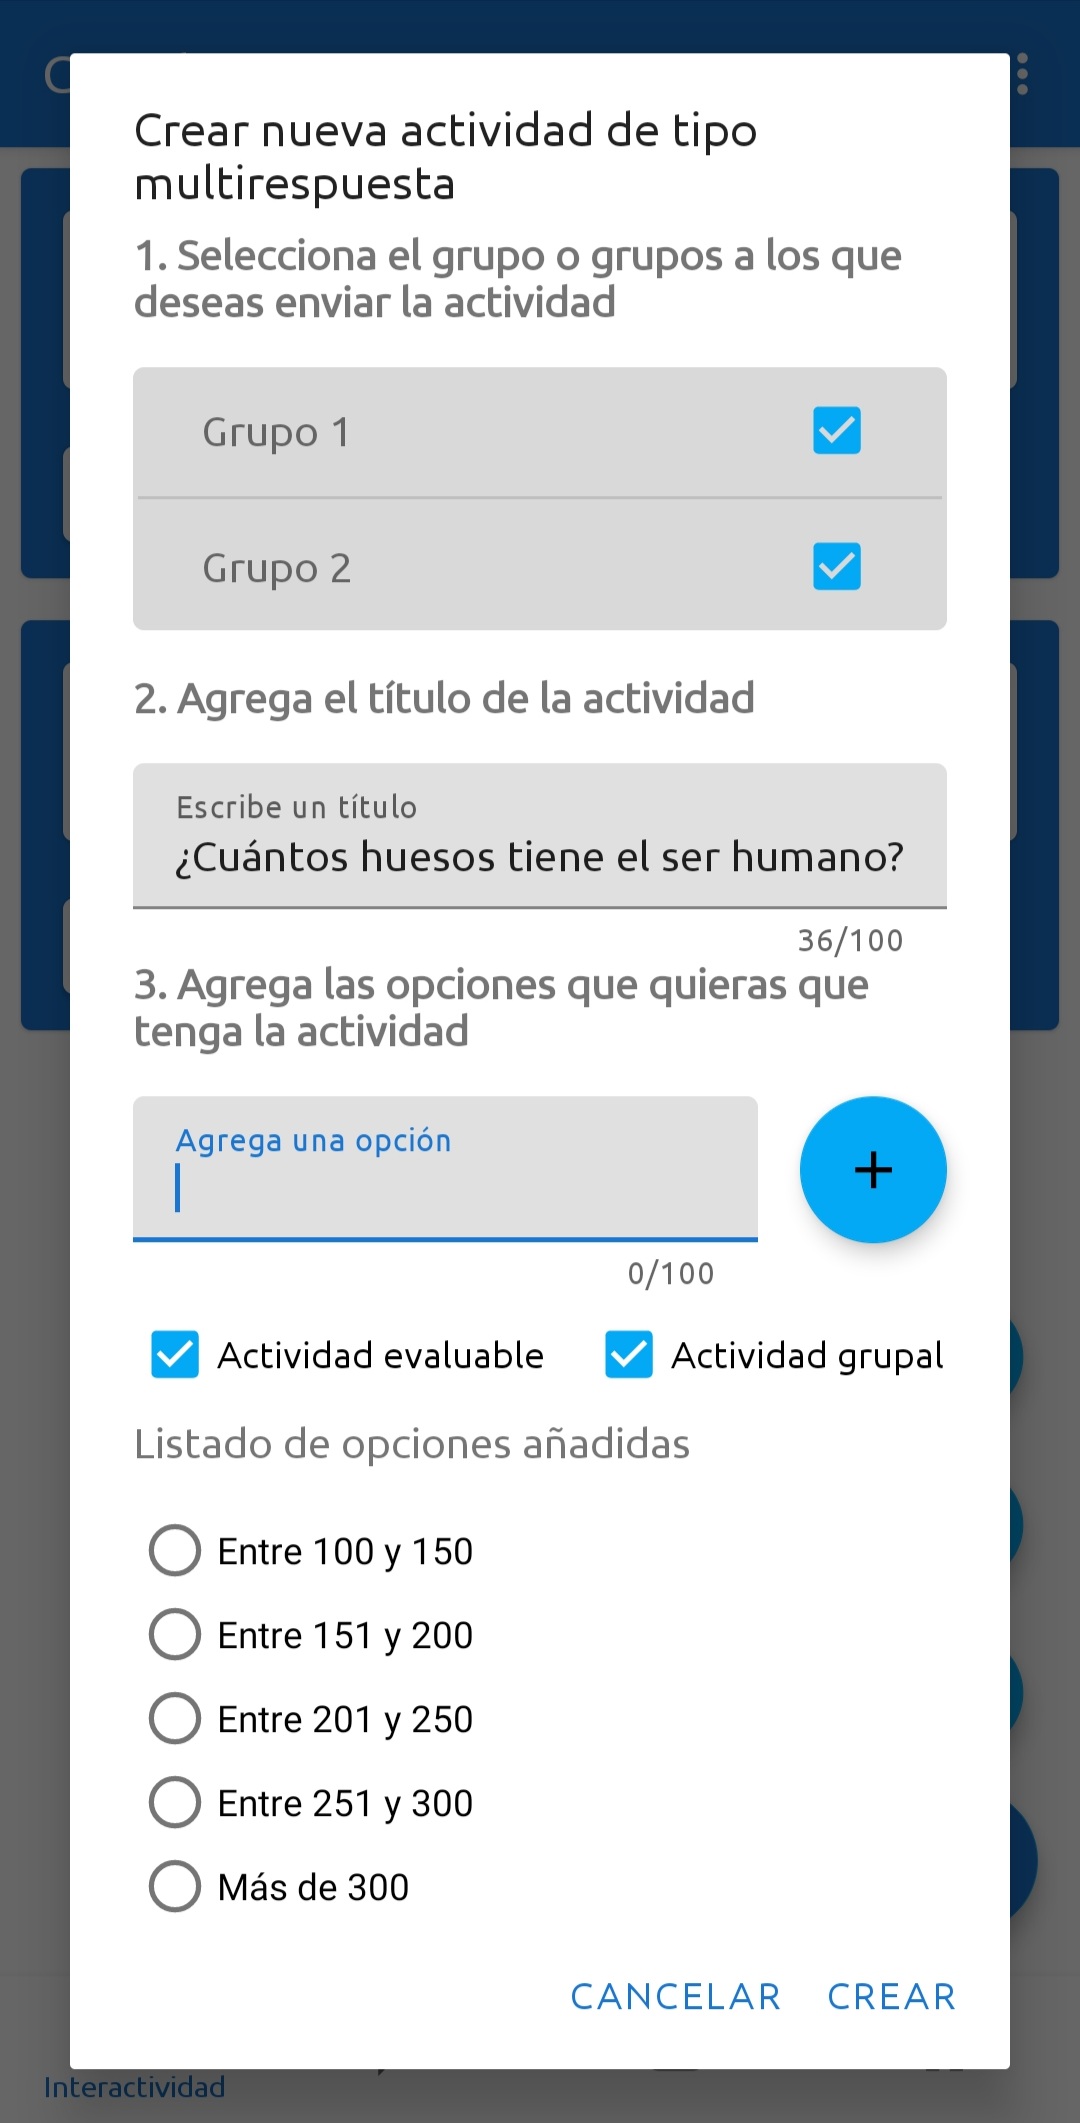 Crear nueva actividad de tipo
multirespuesta
1. Selecciona el grupo o grupos a los que
deseas enviar la actividad
Grupo 1
Grupo 2
2. Agrega el título de la actividad
Escribe un título
¿Cuántos huesos tiene el ser humano?
36/100
3. Agrega las opciones que quieras que
tenga la actividad
Agrega una opción
0/100
Actividad evaluable
Actividad grupal
Listado de opciones añadidas
Entre 100 y 150
Entre 151 y 200
Entre 201 y 250
Entre 251 y 300
Más de 300
CANCELAR CREAR
Interactividad